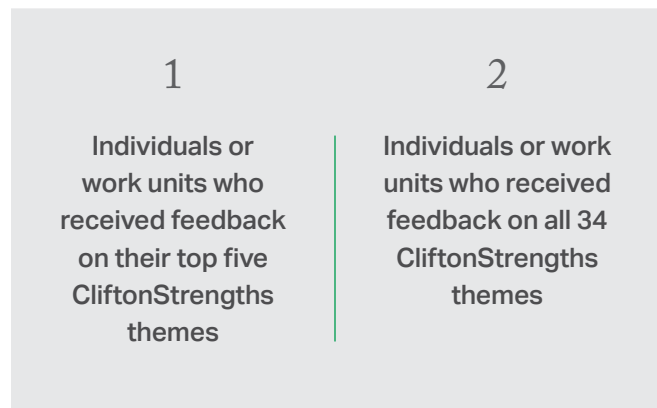 1
Individuals or
work units who
received feedback
on their top five
CliftonStrengths
themes
2
Individuals or work
units who received
feedback on all 34
CliftonStrengths
themes